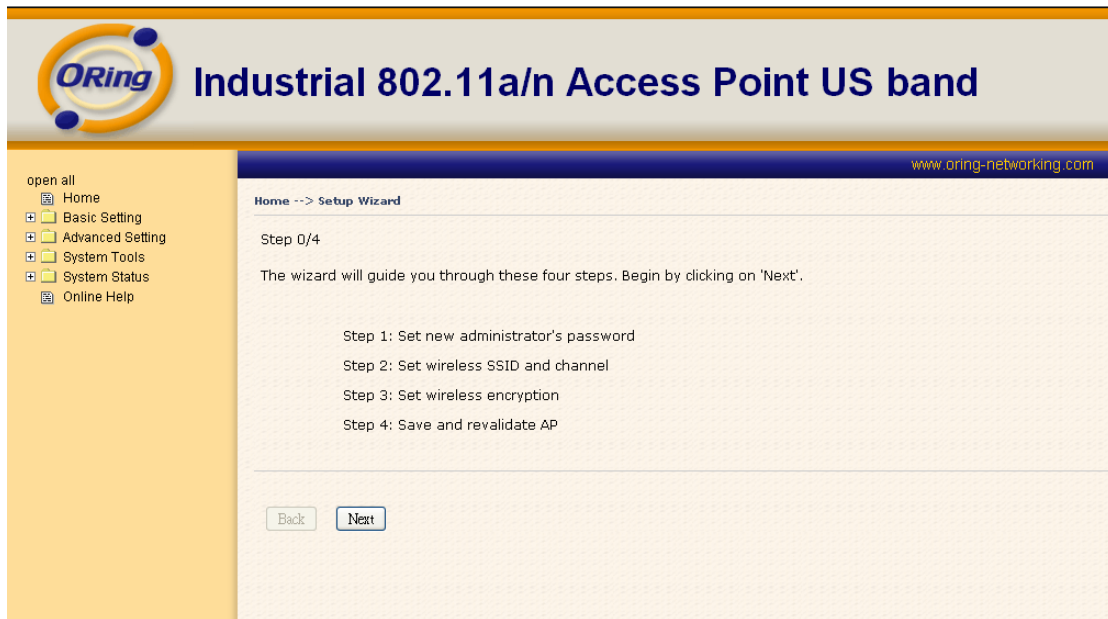 ORing
Industrial 802.11a/n Access Point US band
www.oring-networking.com
open all
Home
Basic Setting
Advanced Setting
System Tools
System Status
Online Help
Home --> Setup Wizard
Step 0/4
The wizard will guide you through these four steps. Begin by clicking on 'Next'.
Step 1: Set new administrator's password
Step 2: Set wireless SSID and channel
Step 3: Set wireless encryption
Step 4: Save and revalidate AP
Back Next